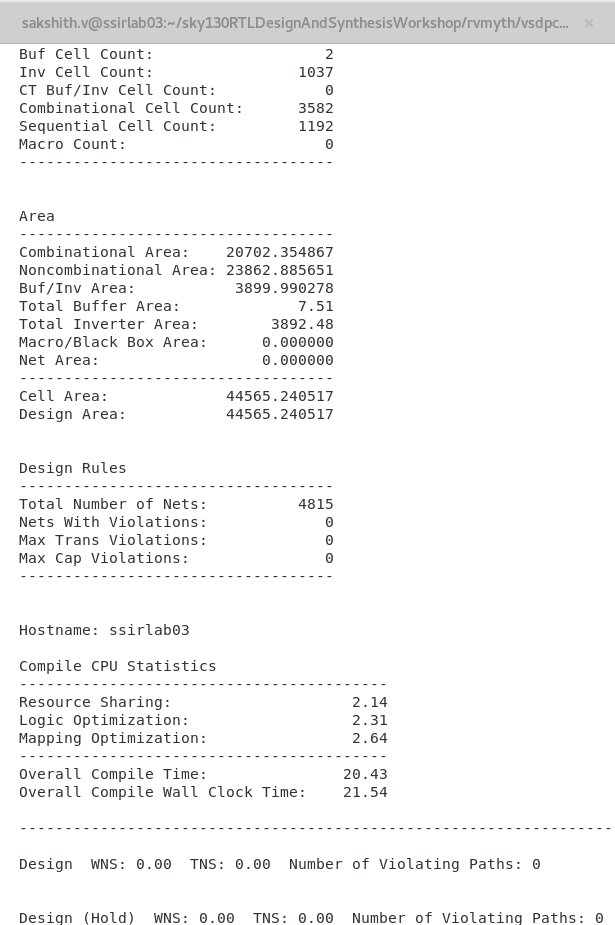 sakshith.v@ssirlab03:~/sky130RTLDesignAndSynthesisWorkshop/rvmyth/vsdpc... ×
Buf Cell Count: 2
Inv Cell Count: 1037
CT Buf/Inv Cell Count: 0
Combinational Cell Count: 3582
Sequential Cell Count: 1192
Macro Count: 0
-----------------------------------
Area
-----------------------------------
Combinational Area: 20702.354867
Noncombinational Area: 23862.885651
Buf/Inv Area: 3899.990278
Total Buffer Area: 7.51
Total Inverter Area: 3892.48
Macro/Black Box Area: 0.000000
Net Area: 0.000000
-----------------------------------
Cell Area: 44565.240517
Design Area: 44565.240517
Design Rules
-----------------------------------
Total Number of Nets: 4815
Nets With Violations: 0
Max Trans Violations: 0
Max Cap Violations: 0
-----------------------------------
Hostname: ssirlab03
Compile CPU Statistics
-----------------------------------------
Resource Sharing: 2.14
Logic Optimization: 2.31
Mapping Optimization: 2.64
-----------------------------------------
Overall Compile Time: 20.43
Overall Compile Wall Clock Time: 21.54
------------------------------------------------------------------
Design WNS: 0.00 TNS: 0.00 Number of Violating Paths: 0
Design (Hold) WNS: 0.00 TNS: 0.00 Number of Violating Paths: 0